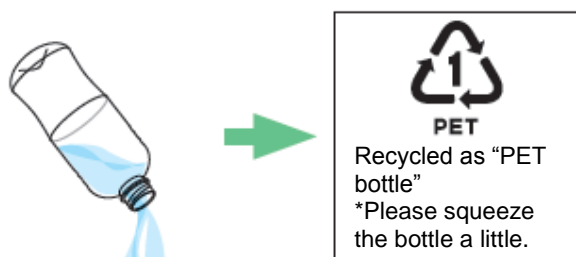 1
PET
Recycled as “PET
bottle”
*Please squeeze
the bottle a little.